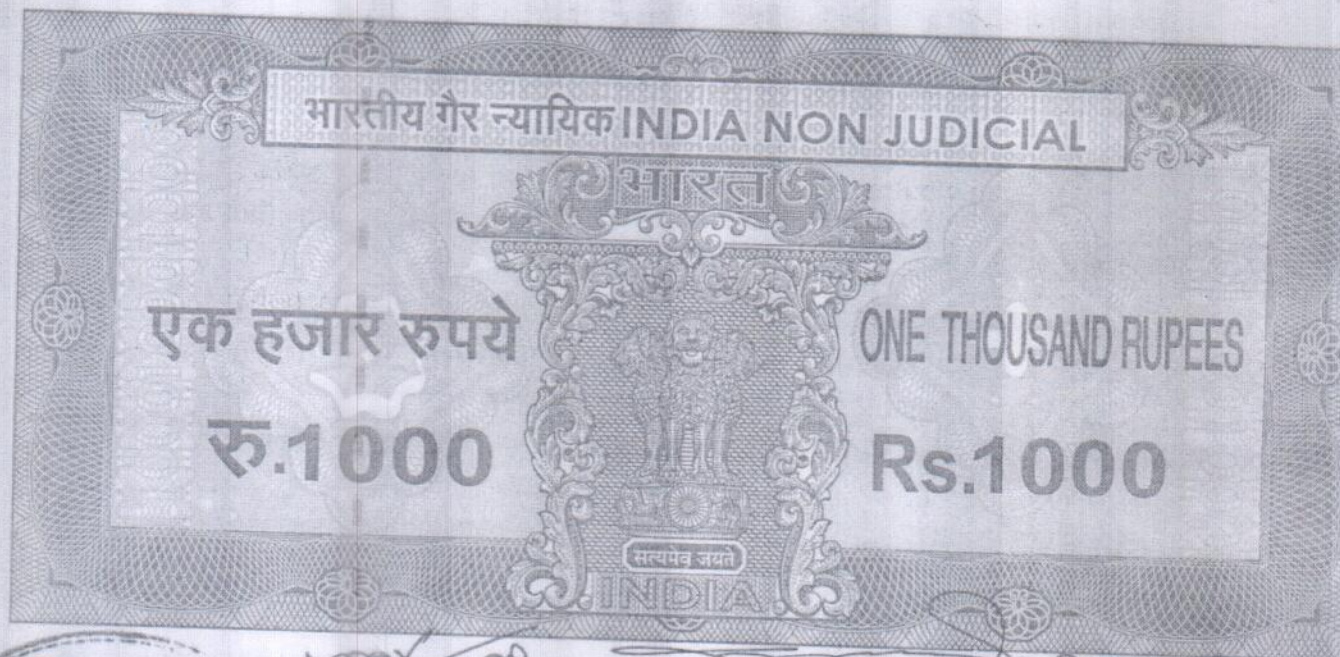 भारतीय गैर न्यायिक INDIA NON JUDICIAL
भारत
एक हजार रुपये
ONE THOUSAND RUPEES
रु.1000
Rs.1000
सत्यमेव जयते
INDIA